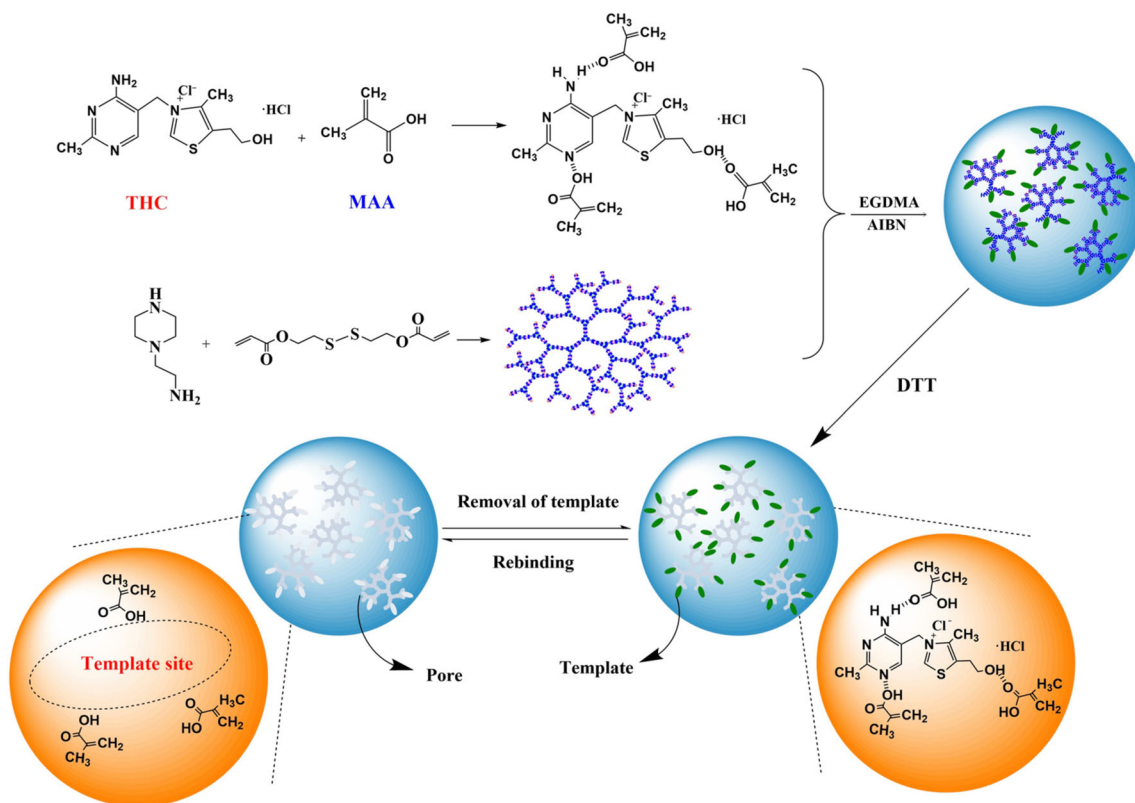 NH₂
N
N
CH₃
Cl⁻
N
+
CH₃
S
OH
·HCl
THC
+
CH₂
CH₃
OH
O
MAA
CH₃
CH₂
O
OH
H
H
N
N
N
CH₃
Cl⁻
N
+
CH₃
S
OH
·HCl
OH
O
CH₂
CH₃
O
H₃C
HO
CH₂
EGDMA
AIBN
H
N
N
NH₂
+
O
O
S
S
O
O
DTT
Removal of template
Rebinding
Pore
Template
CH₃
CH₂
O
OH
Template site
OH
O
CH₂
CH₃
O
H₃C
HO
CH₂
CH₃
CH₂
O
OH
H
H
N
N
N
CH₃
Cl⁻
N
+
CH₃
S
OH
·HCl
OH
O
CH₂
CH₃
O
H₃C
HO
CH₂